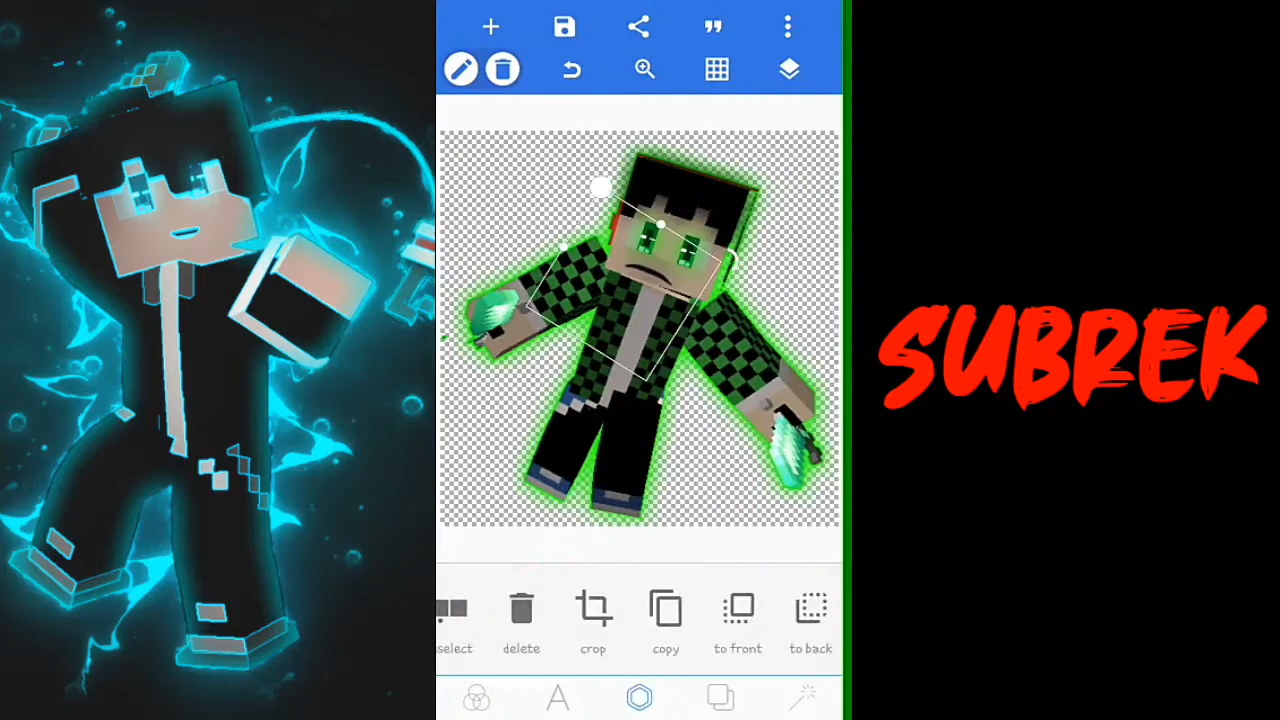 select
delete
crop
copy
to front
to back
SUBREK